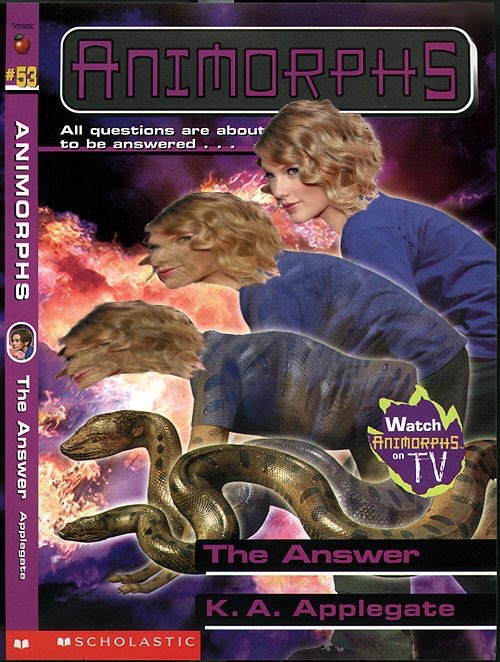 Scholastic
#53
ANIMORPHS
The Answer
Applegate
ANIMORPHS
All questions are about
to be answered . . .
Watch
ANIMORPHS
on
TV
The Answer
K. A. Applegate
SCHOLASTIC